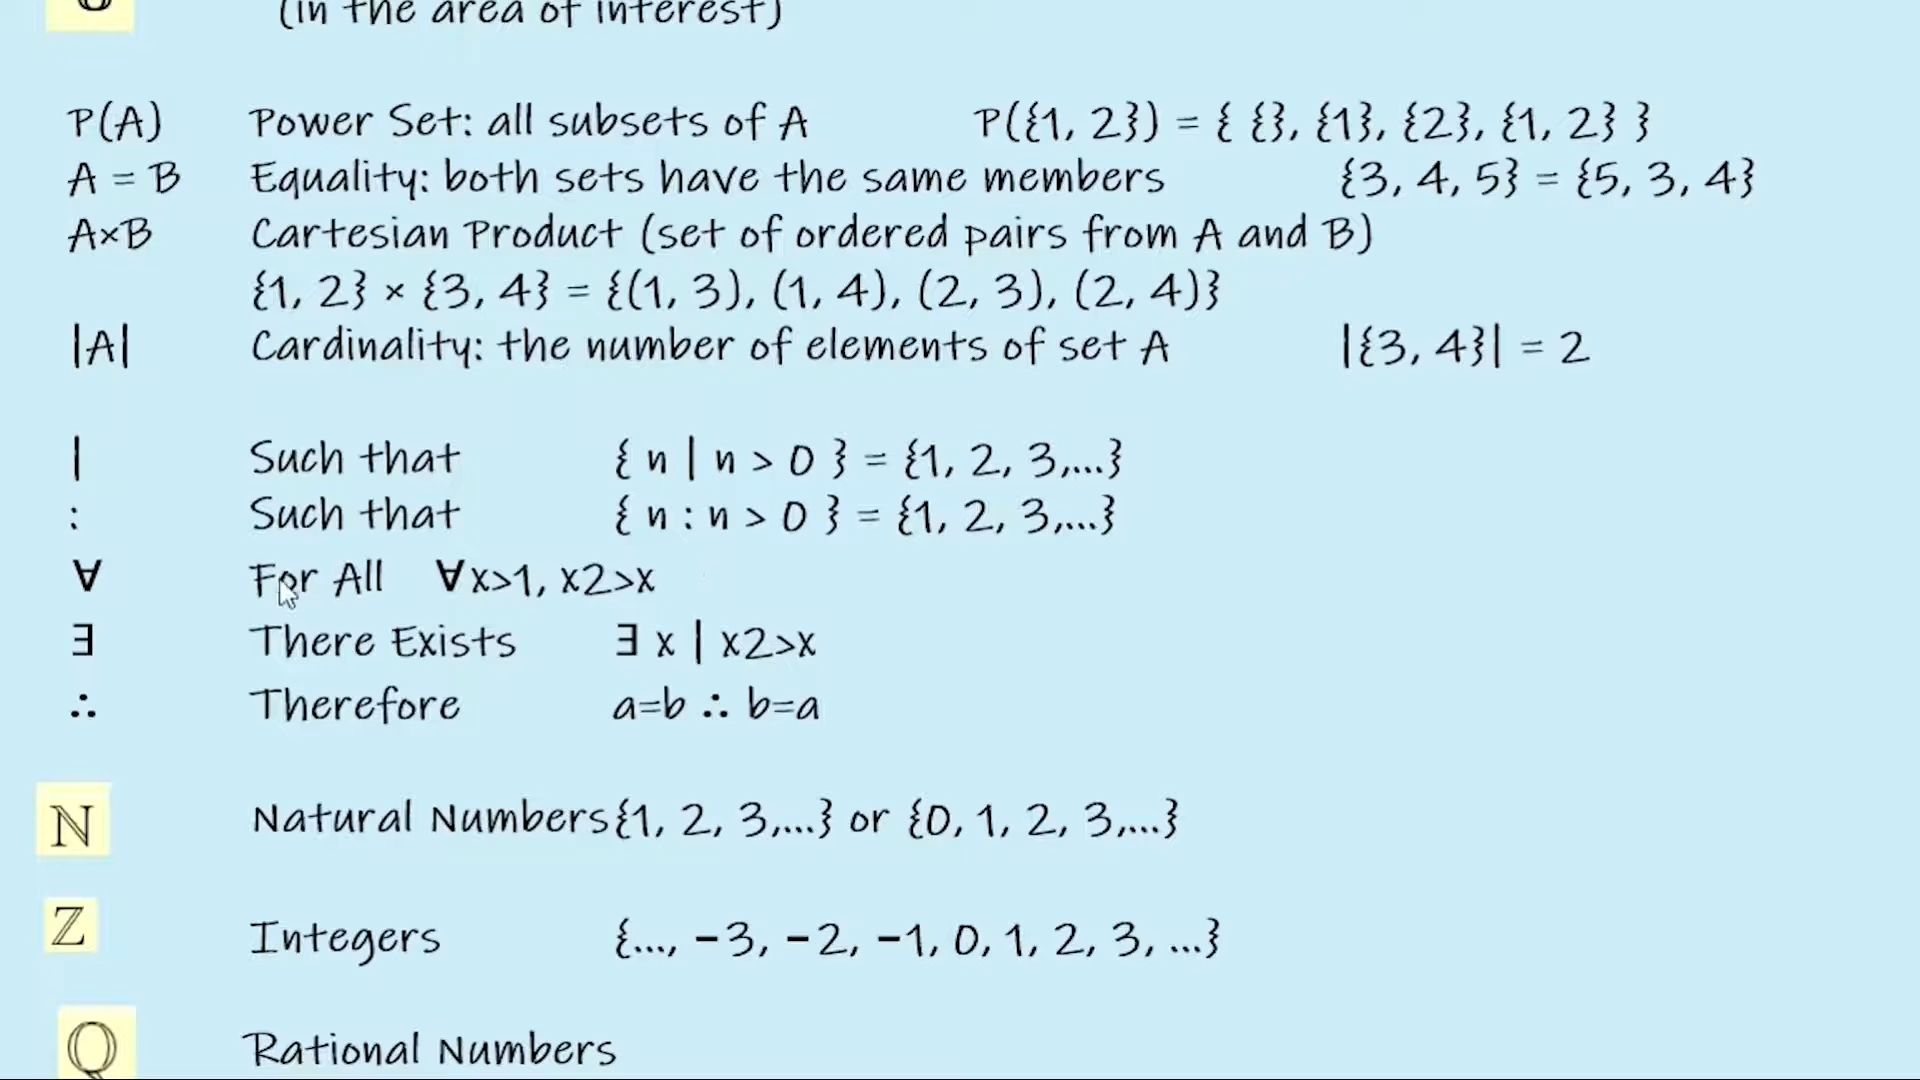 (in the area of interest)
P(A) Power Set: all subsets of A P({1, 2}) = { {}, {1}, {2}, {1, 2} }
A = B Equality: both sets have the same members {3, 4, 5} = {5, 3, 4}
A×B Cartesian Product (set of ordered pairs from A and B)
{1, 2} × {3, 4} = {(1, 3), (1, 4), (2, 3), (2, 4)}
|A| Cardinality: the number of elements of set A |{3, 4}| = 2
| Such that { n | n > 0 } = {1, 2, 3,...}
: Such that { n : n > 0 } = {1, 2, 3,...}
∀ For All ∀x>1, x2>x
∃ There Exists ∃ x | x2>x
∴ Therefore a=b ∴ b=a
ℕ Natural Numbers {1, 2, 3,...} or {0, 1, 2, 3,...}
ℤ Integers {..., −3, −2, −1, 0, 1, 2, 3, ...}
ℚ Rational Numbers